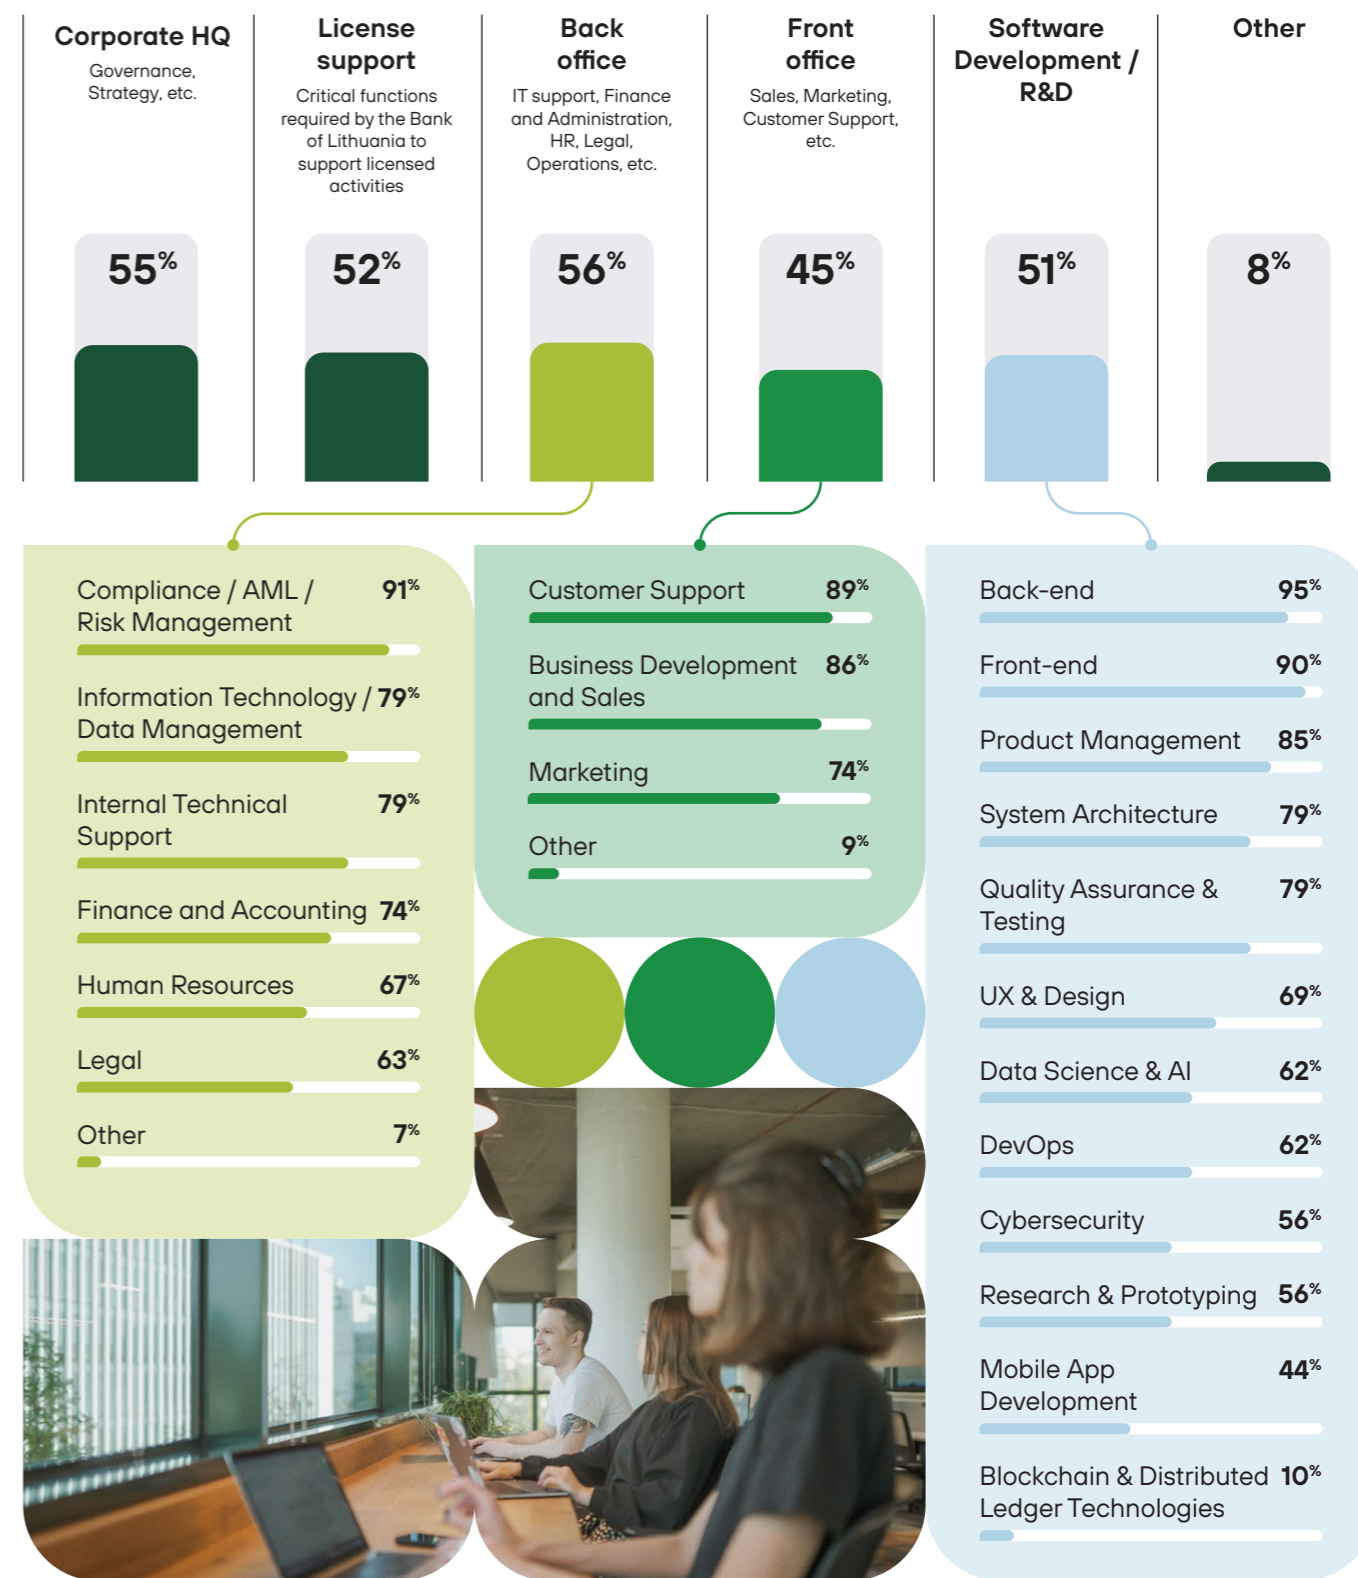 Corporate HQ
Governance,
Strategy, etc.
55%
License
support
Critical functions
required by the Bank
of Lithuania to
support licensed
activities
52%
Back
office
IT support, Finance
and Administration,
HR, Legal,
Operations, etc.
56%
Front
office
Sales, Marketing,
Customer Support,
etc.
45%
Software
Development /
R&D
51%
Other
8%
Compliance / AML / 91%
Risk Management
Information Technology / 79%
Data Management
Internal Technical 79%
Support
Finance and Accounting 74%
Human Resources 67%
Legal 63%
Other 7%
Customer Support 89%
Business Development 86%
and Sales
Marketing 74%
Other 9%
Back-end 95%
Front-end 90%
Product Management 85%
System Architecture 79%
Quality Assurance & 79%
Testing
UX & Design 69%
Data Science & AI 62%
DevOps 62%
Cybersecurity 56%
Research & Prototyping 56%
Mobile App 44%
Development
Blockchain & Distributed 10%
Ledger Technologies